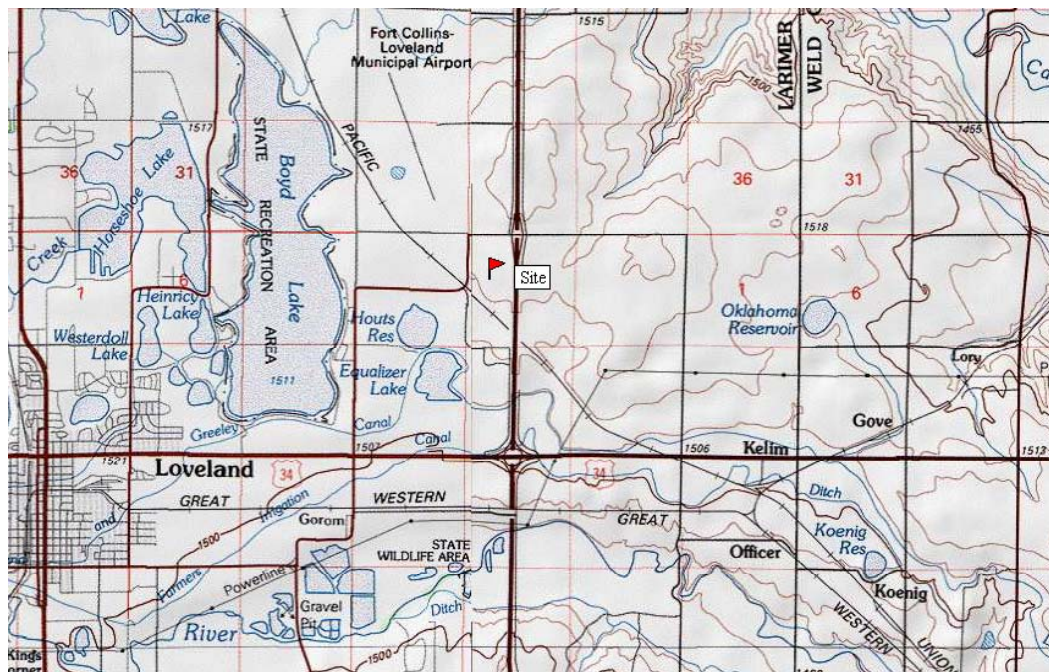 Lake
1515
Fort Collins-
Loveland
Municipal Airport
LARIMER
WELD
1500
PACIFIC
1517
1455
STATE RECREATION AREA
Boyd Lake
36
31
Horseshoe Lake
36
31
Creek
1518
Site
1
6
Heinricy
Lake
1
6
Oklahoma
Reservoir
Houts
Res
Westerdoll
Lake
Lory
Equalizer
Lake
1511
Gove
Greeley
Canal
Canal
1507
1506
Kelim
1513
1521
Loveland
34
34
GREAT
WESTERN
Irrigation
Ditch
and
Gorom
GREAT
Koenig
Res
1500
STATE
WILDLIFE AREA
Officer
Farmers
Powerline
Koenig
Gravel
Pit
Ditch
River
WESTERN
UNION
King's
1500